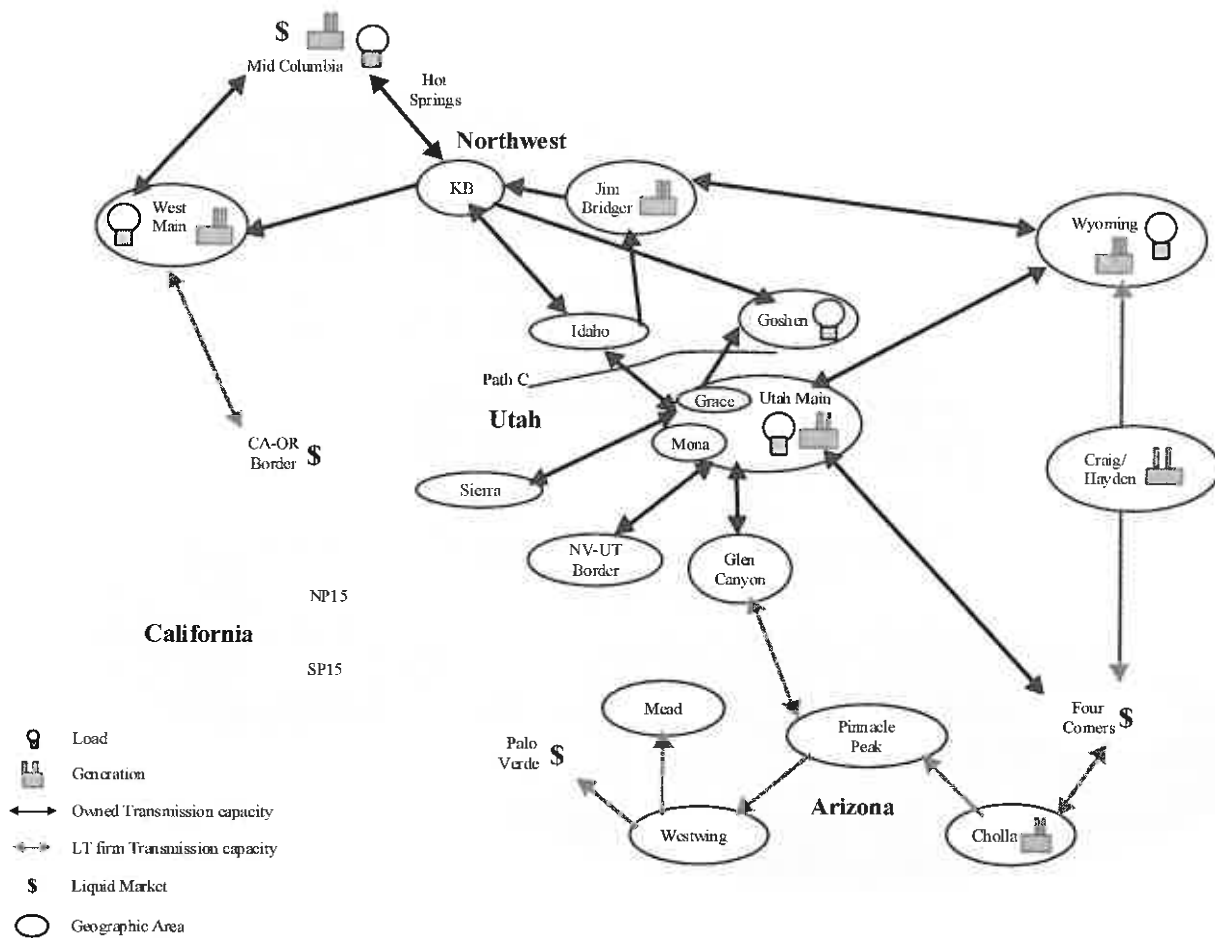 $
Mid Columbia
Hot
Springs
Northwest
KB
Jim
Bridger
West
Main
Wyoming
Idaho
Goshen
Path C
Grace
Utah Main
Utah
Mona
CA-OR
Border $
Sierra
Craig/
Hayden
NV-UT
Border
Glen
Canyon
NP15
California
SP15
Mead
Pinnacle
Peak
Four
Corners $
Palo
Verde $
Arizona
Westwing
Cholla
Load
Generation
Owned Transmission capacity
LT firm Transmission capacity
$ Liquid Market
Geographic Area